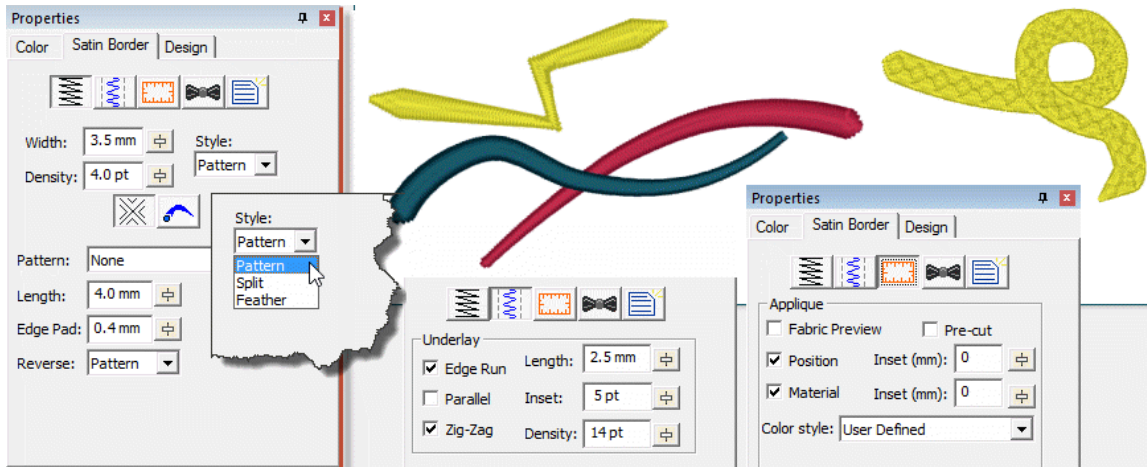 Properties
Color Satin Border Design
Width: 3.5 mm Style:
Density: 4.0 pt Pattern
Pattern: None
Length: 4.0 mm
Edge Pad: 0.4 mm
Reverse: Pattern
Style:
Pattern
Pattern
Split
Feather
Underlay
Edge Run Length: 2.5 mm
Parallel Inset: 5 pt
Zig-Zag Density: 14 pt
Properties
Color Satin Border Design
Applique
Fabric Preview Pre-cut
Position Inset (mm): 0
Material Inset (mm): 0
Color style: User Defined